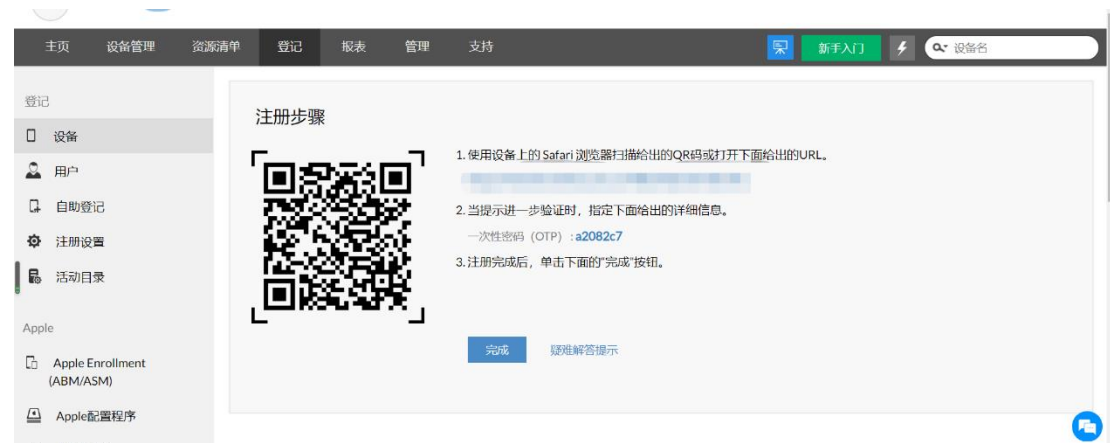 主页 设备管理 资源清单 登记 报表 管理 支持 新手入门 设备名
登记
设备
用户
自助登记
注册设置
活动目录
Apple
Apple Enrollment
(ABM/ASM)
Apple配置程序
注册步骤
1. 使用设备上的 Safari 浏览器扫描给出的QR码或打开下面给出的URL。
2. 当提示进一步验证时，指定下面给出的详细信息。
一次性密码（OTP）: a2082c7
3. 注册完成后，单击下面的“完成”按钮。
完成 疑难解答提示